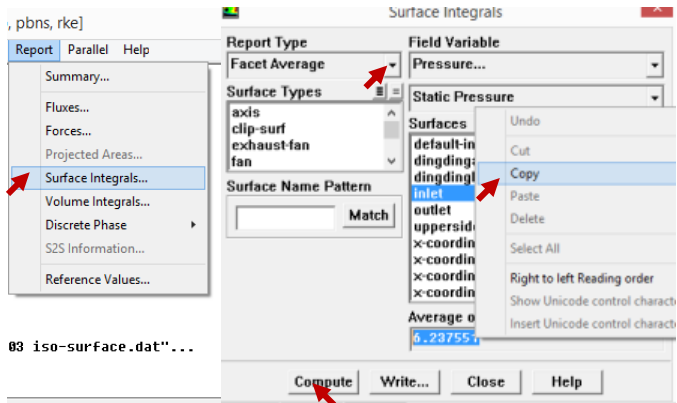 , pbns, rke]
Report Parallel Help
Summary...
Fluxes...
Forces...
Projected Areas...
Surface Integrals...
Volume Integrals...
Discrete Phase
S2S Information...
Reference Values...
03 iso-surface.dat"...
Surface Integrals
Report Type
Facet Average
Surface Types
axis
clip-surf
exhaust-fan
fan
Surface Name Pattern
Match
Field Variable
Pressure...
Static Pressure
Surfaces
default-in
dingding
dingding
inlet
outlet
upperside
x-coordin
x-coordin
x-coordin
x-coordin
Average o
6.237551
Undo
Cut
Copy
Paste
Delete
Select All
Right to left Reading order
Show Unicode control characte
Insert Unicode control characte
Compute Write... Close Help